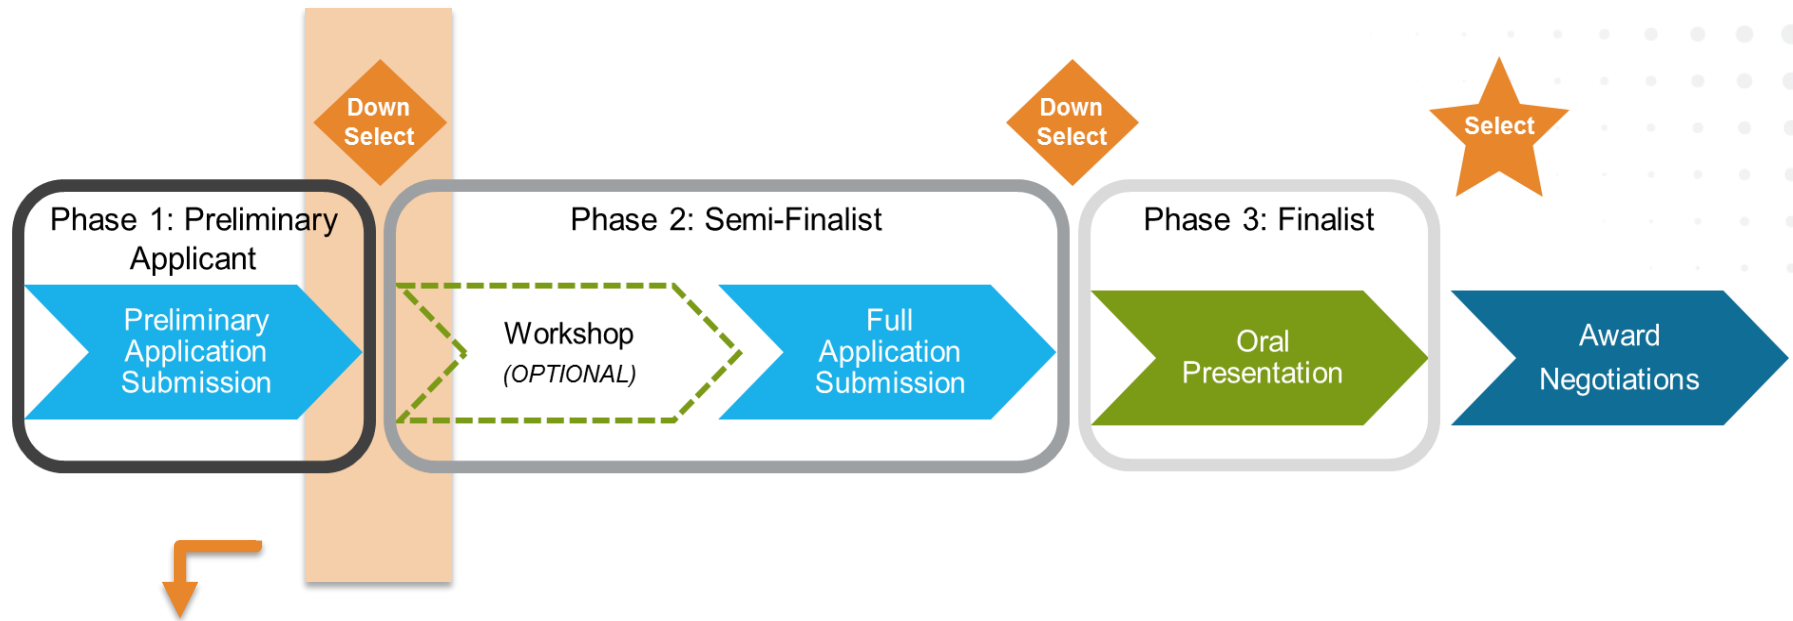 Down
Select
Down
Select
Select
Phase 1: Preliminary
Applicant
Phase 2: Semi-Finalist
Phase 3: Finalist
Preliminary
Application
Submission
Workshop
(OPTIONAL)
Full
Application
Submission
Oral
Presentation
Award
Negotiations